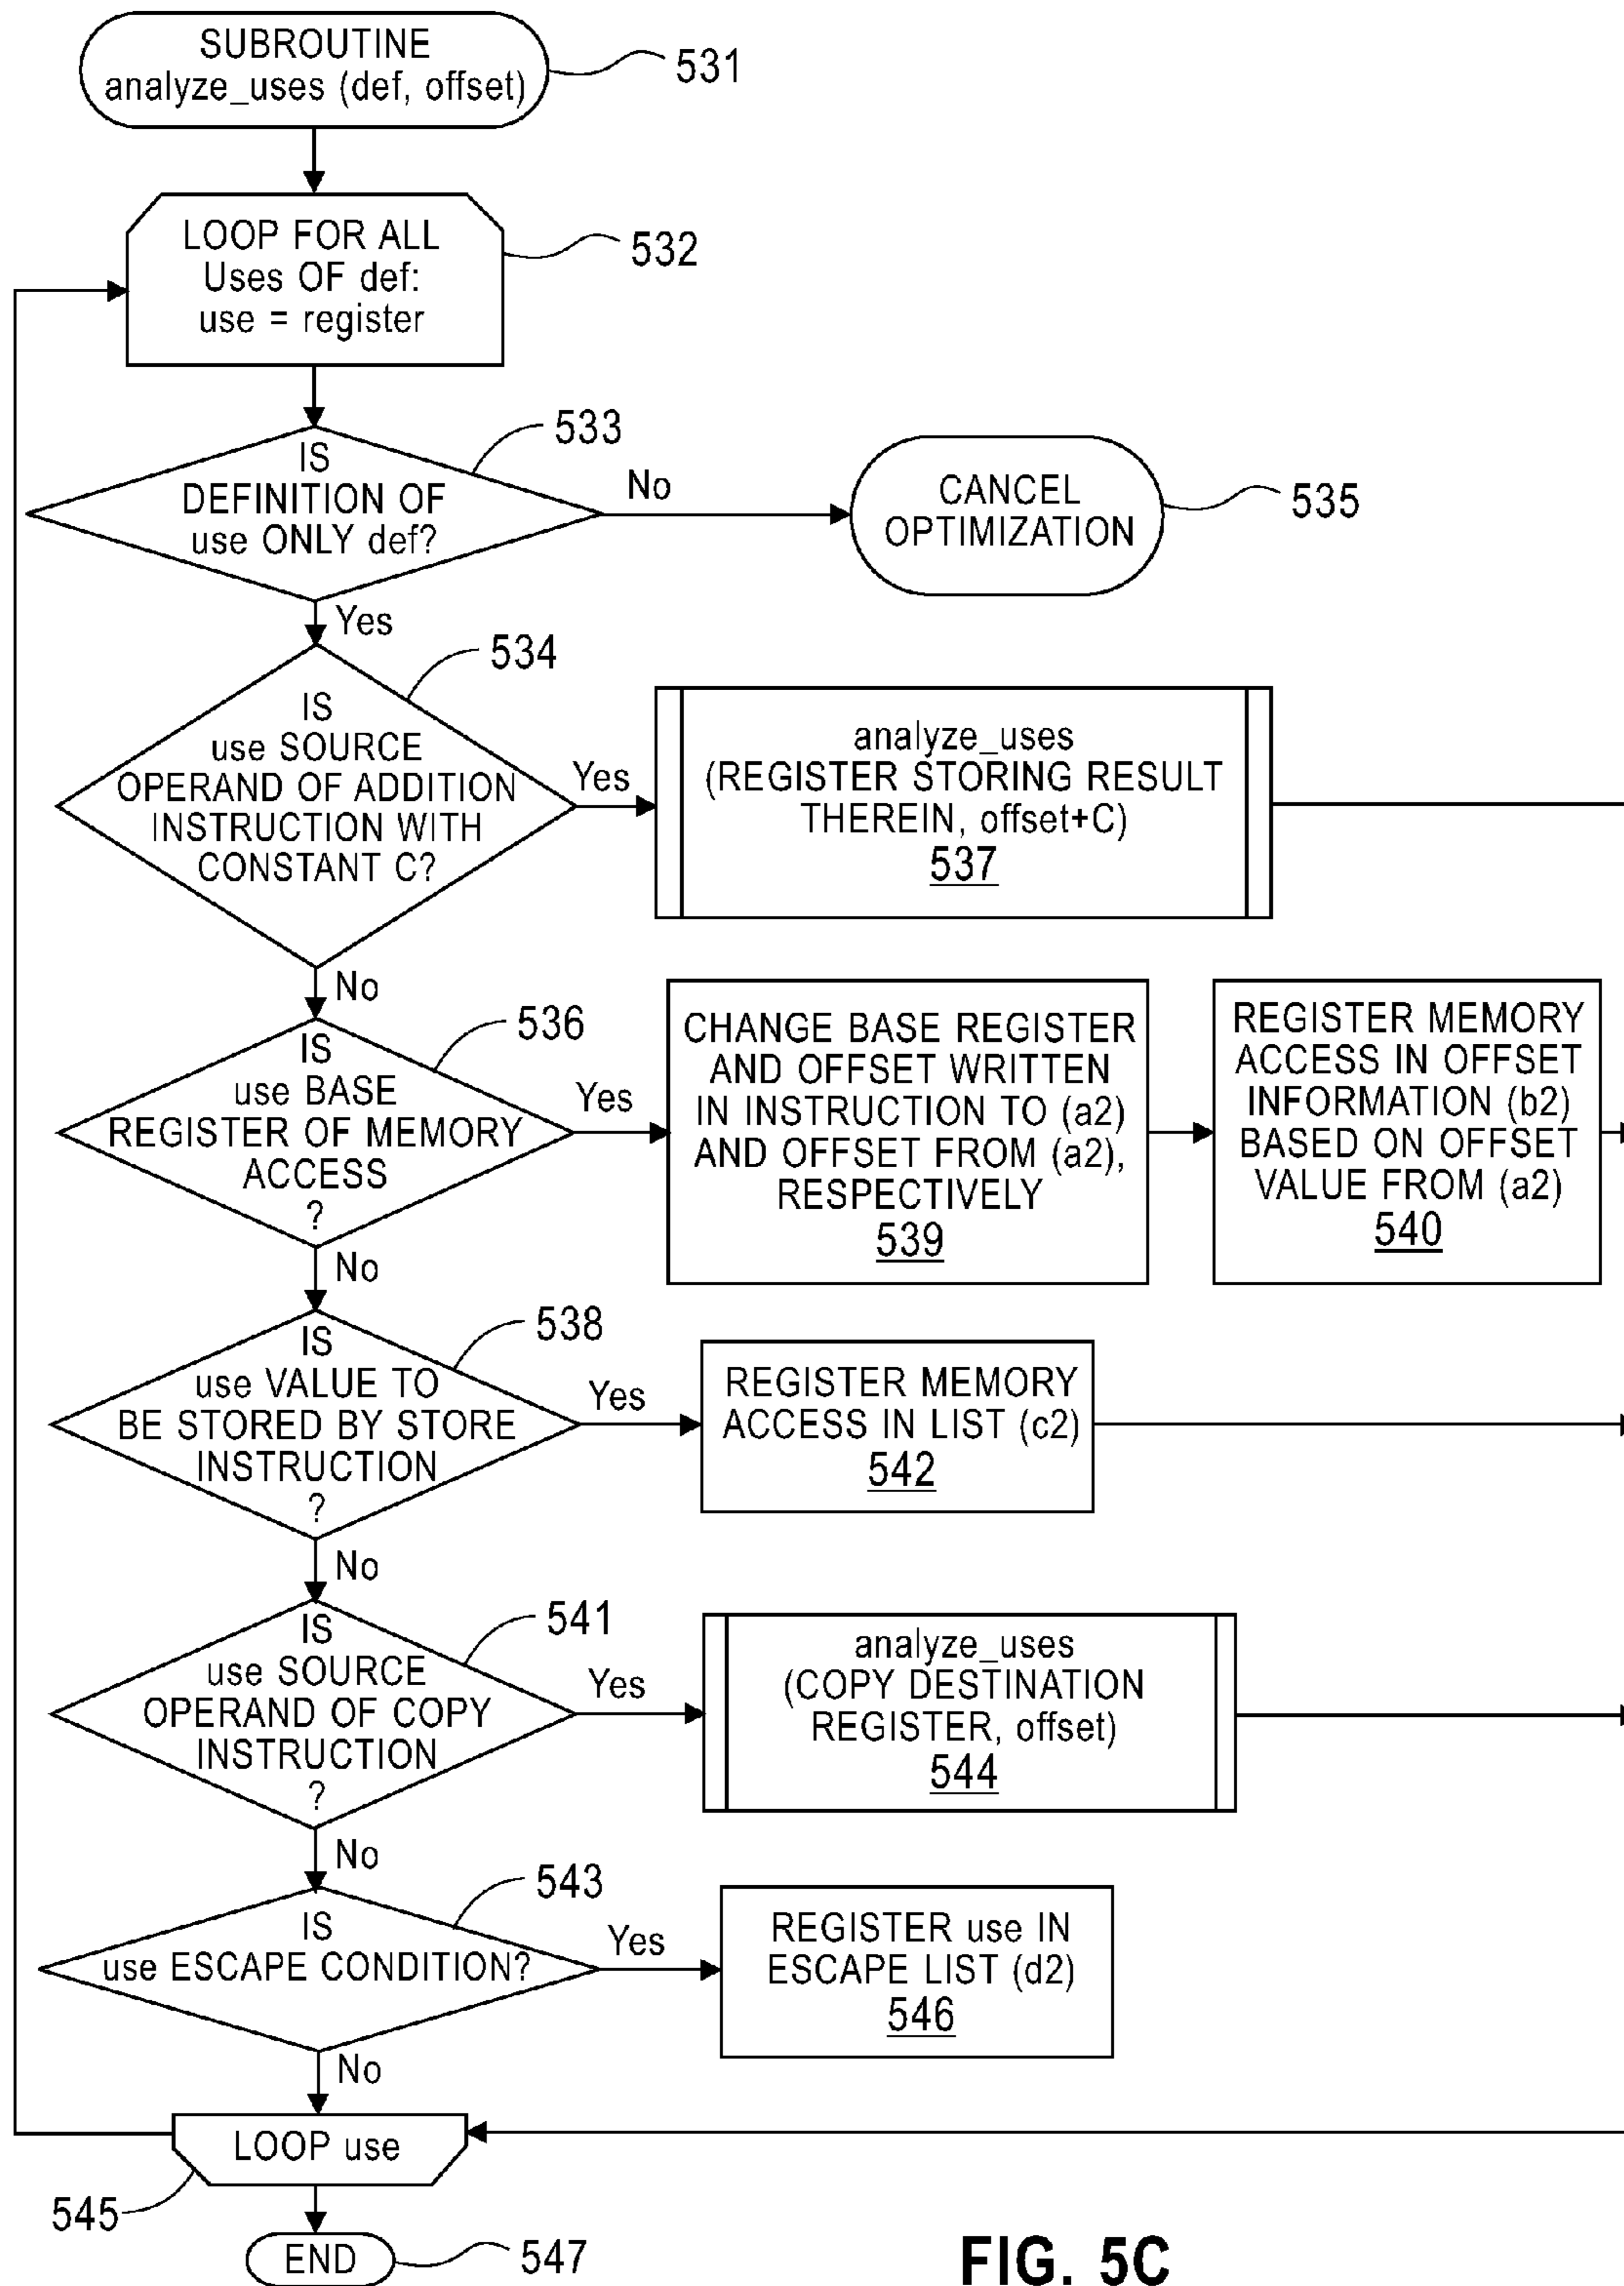 SUBROUTINE
analyze_uses (def, offset)
531
LOOP FOR ALL
Uses OF def:
use = register
532
IS
DEFINITION OF
use ONLY def?
533
No
CANCEL
OPTIMIZATION
535
Yes
IS
use SOURCE
OPERAND OF ADDITION
INSTRUCTION WITH
CONSTANT C?
534
Yes
analyze_uses
(REGISTER STORING RESULT
THEREIN, offset+C)
537
No
IS
use BASE
REGISTER OF MEMORY
ACCESS
?
536
Yes
CHANGE BASE REGISTER
AND OFFSET WRITTEN
IN INSTRUCTION TO (a2)
AND OFFSET FROM (a2),
RESPECTIVELY
539
REGISTER MEMORY
ACCESS IN OFFSET
INFORMATION (b2)
BASED ON OFFSET
VALUE FROM (a2)
540
No
IS
use VALUE TO
BE STORED BY STORE
INSTRUCTION
?
538
Yes
REGISTER MEMORY
ACCESS IN LIST (c2)
542
No
IS
use SOURCE
OPERAND OF COPY
INSTRUCTION
?
541
Yes
analyze_uses
(COPY DESTINATION
REGISTER, offset)
544
No
IS
use ESCAPE CONDITION?
543
Yes
REGISTER use IN
ESCAPE LIST (d2)
546
No
LOOP use
545
END
547
FIG. 5C